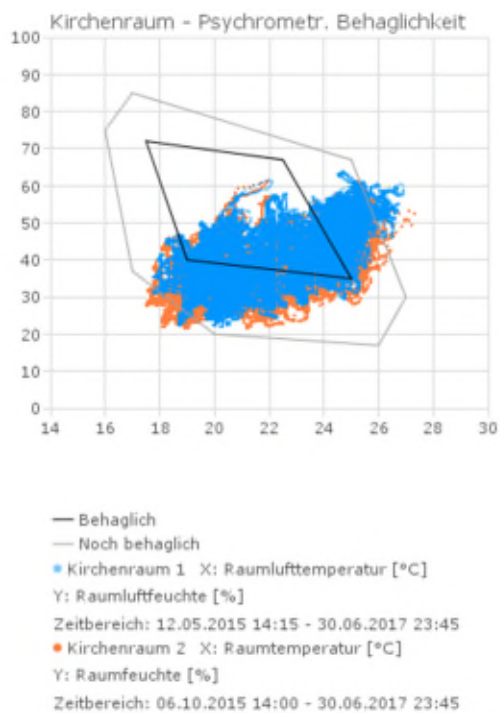 Kirchenraum - Psychrometr. Behaglichkeit
100
90
80
70
60
50
40
30
20
10
0
14 16 18 20 22 24 26 28 30
Behaglich
Noch behaglich
Kirchenraum 1 X: Raumlufttemperatur [°C]
Y: Raumluftfeuchte [%]
Zeitbereich: 12.05.2015 14:15 - 30.06.2017 23:45
Kirchenraum 2 X: Raumtemperatur [°C]
Y: Raumfeuchte [%]
Zeitbereich: 06.10.2015 14:00 - 30.06.2017 23:45